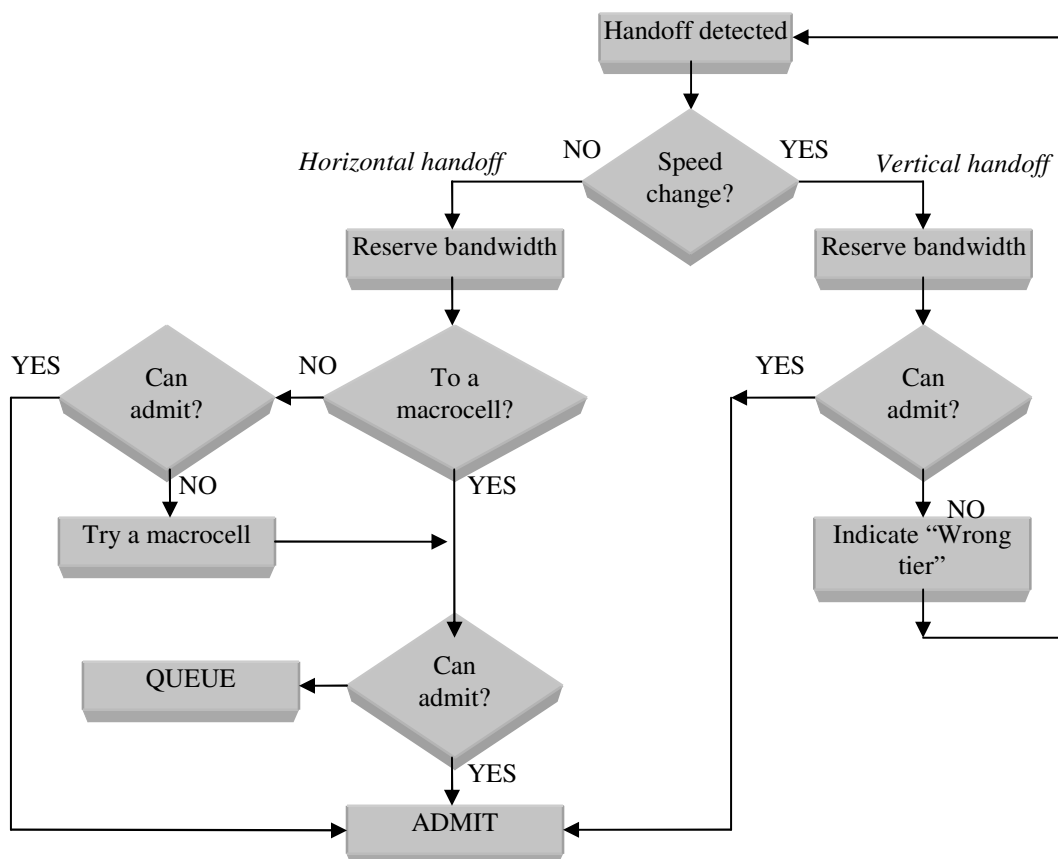 Handoff detected
NO
YES
Horizontal handoff
Speed
change?
Vertical handoff
Reserve bandwidth
Reserve bandwidth
YES
Can
admit?
NO
To a
macrocell?
YES
Can
admit?
NO
YES
NO
Try a macrocell
Indicate “Wrong
tier”
QUEUE
Can
admit?
YES
ADMIT